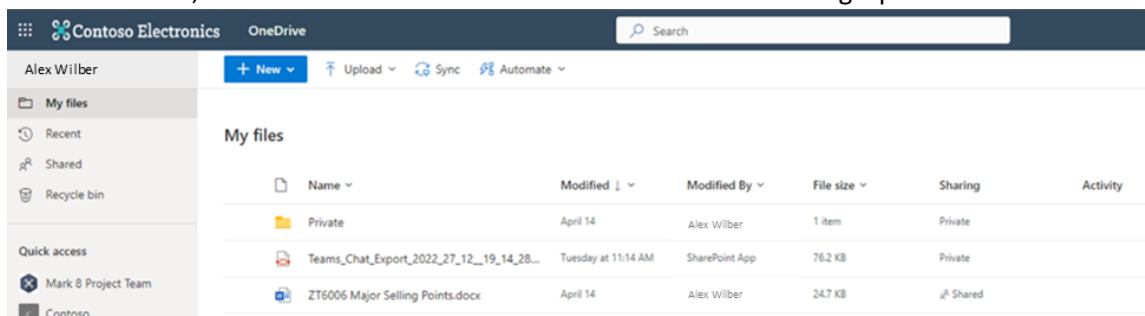 Contoso Electronics OneDrive Search
Alex Wilber
+ New Upload Sync Automate
My files
Recent
Shared
Recycle bin
Quick access
Mark 8 Project Team
Contoso
My files
Name Modified ↓ Modified By File size Sharing Activity
Private April 14 Alex Wilber 1 item Private
Teams_Chat_Export_2022_27_12__19_14_28... Tuesday at 11:14 AM SharePoint App 76.2 KB Private
ZT6006 Major Selling Points.docx April 14 Alex Wilber 24.7 KB Shared